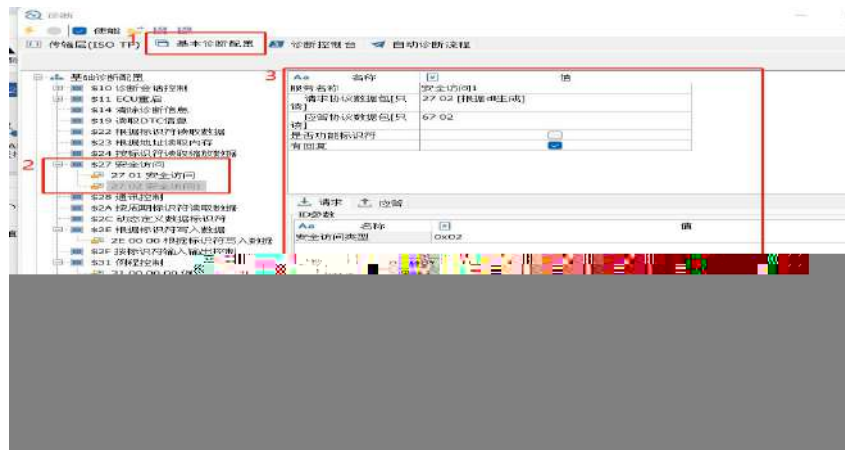 诊断
使能
传输层(ISO TP) 1 基本诊断配置 诊断控制台 自动诊断流程
基础诊断配置
$10 诊断会话控制
$11 ECU重启
$14 清除诊断信息
$19 读取DTC信息
$22 根据标识符读取数据
$23 根据地址读取内存
$24 按标识符读取缩放数据
2
$27 安全访问
27 01 安全访问
27 02 安全访问1
$28 通讯控制
$2A 按周期标识符读取数据
$2C 动态定义数据标识符
$2E 根据标识符写入数据
2E 00 00 根据标识符写入数据
$2F 按标识符输入输出控制
$31 例程控制
3
名称 值
服务名称 安全访问1
请求协议数据包[只读] 27 02 [根据id生成]
应答协议数据包[只读] 67 02
是否功能标识符
有回复
请求 应答
ID参数
名称 值
安全访问类型 0x02